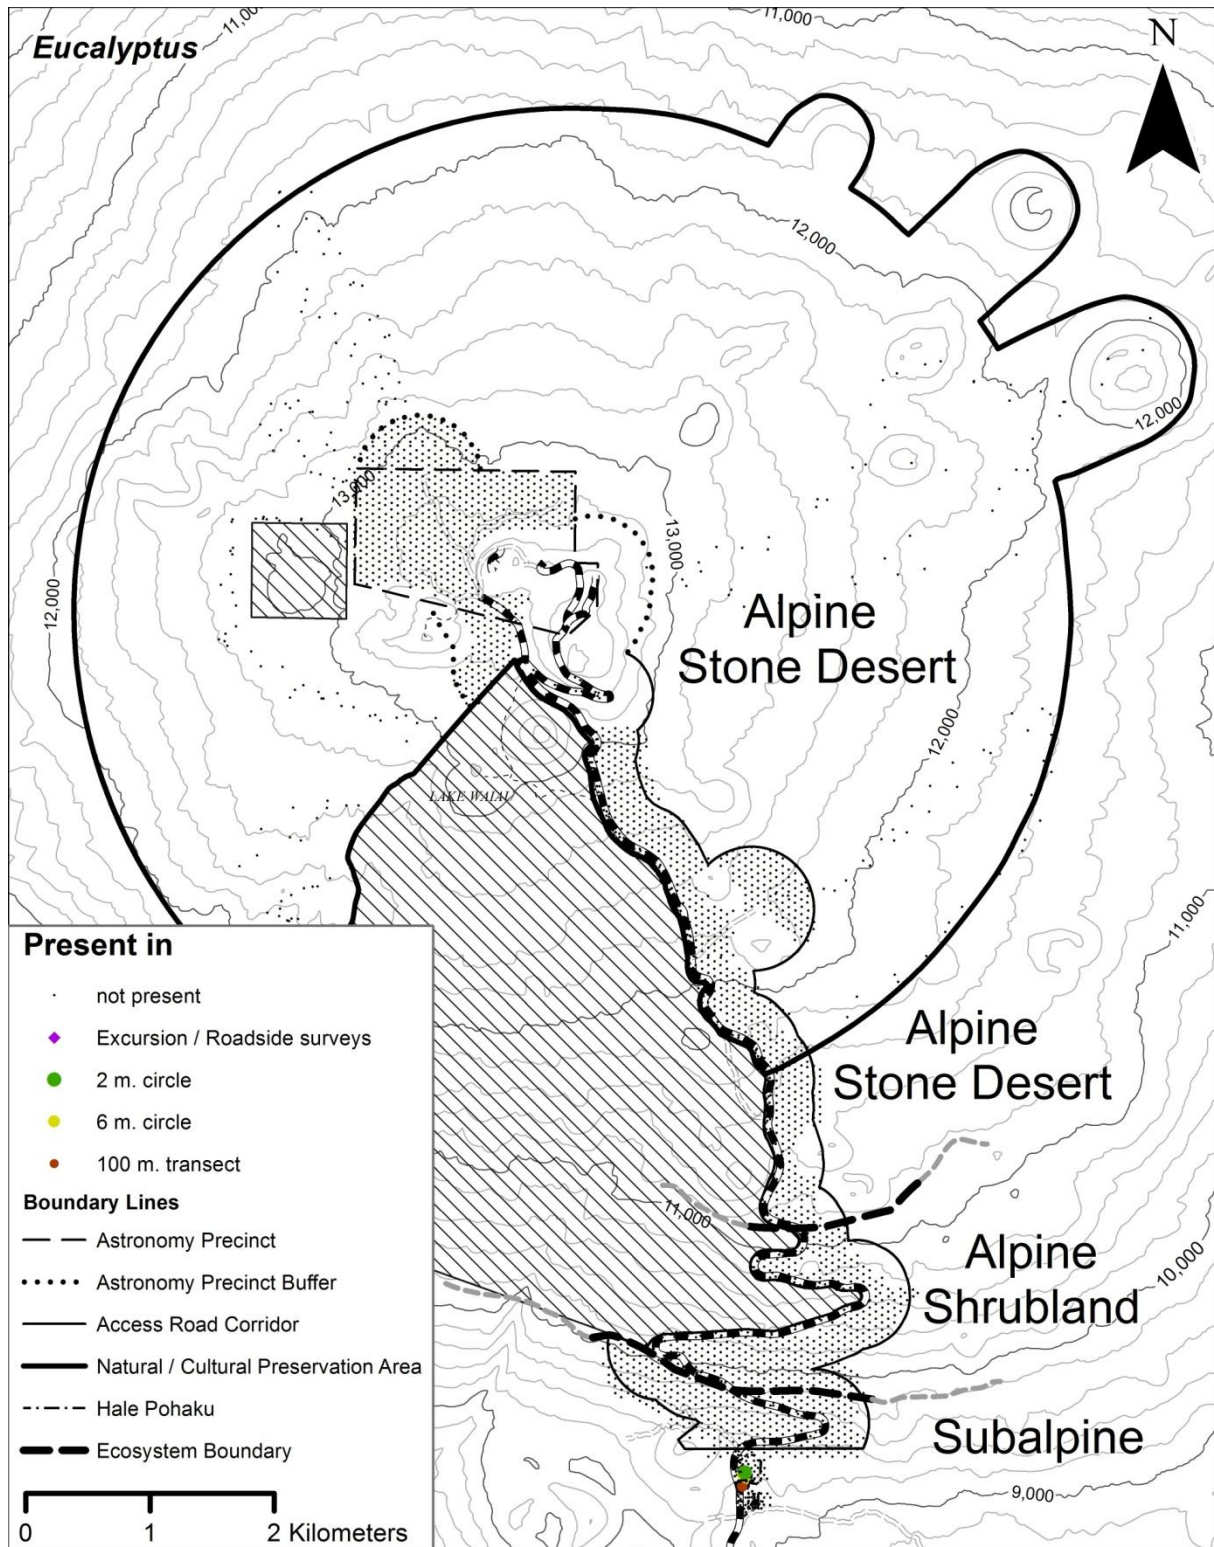 Eucalyptus
11,000
11,000
N
12,000
12,000
13,000
13,000
12,000
Alpine
Stone Desert
12,000
LAKE WAIAU
11,000
Present in
not present
Excursion / Roadside surveys
2 m. circle
6 m. circle
100 m. transect
Boundary Lines
Astronomy Precinct
Astronomy Precinct Buffer
Access Road Corridor
Natural / Cultural Preservation Area
Hale Pohaku
Ecosystem Boundary
0 1 2 Kilometers
Alpine
Stone Desert
11,000
Alpine
Shrubland
10,000
Subalpine
9,000